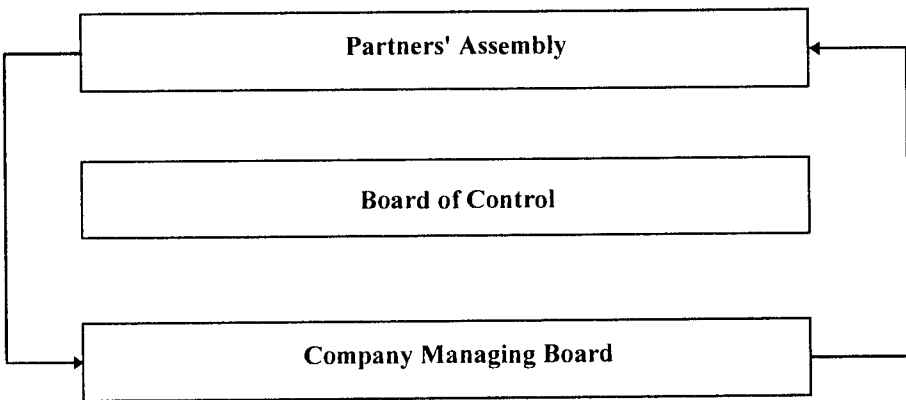 Partners' Assembly
Board of Control
Company Managing Board